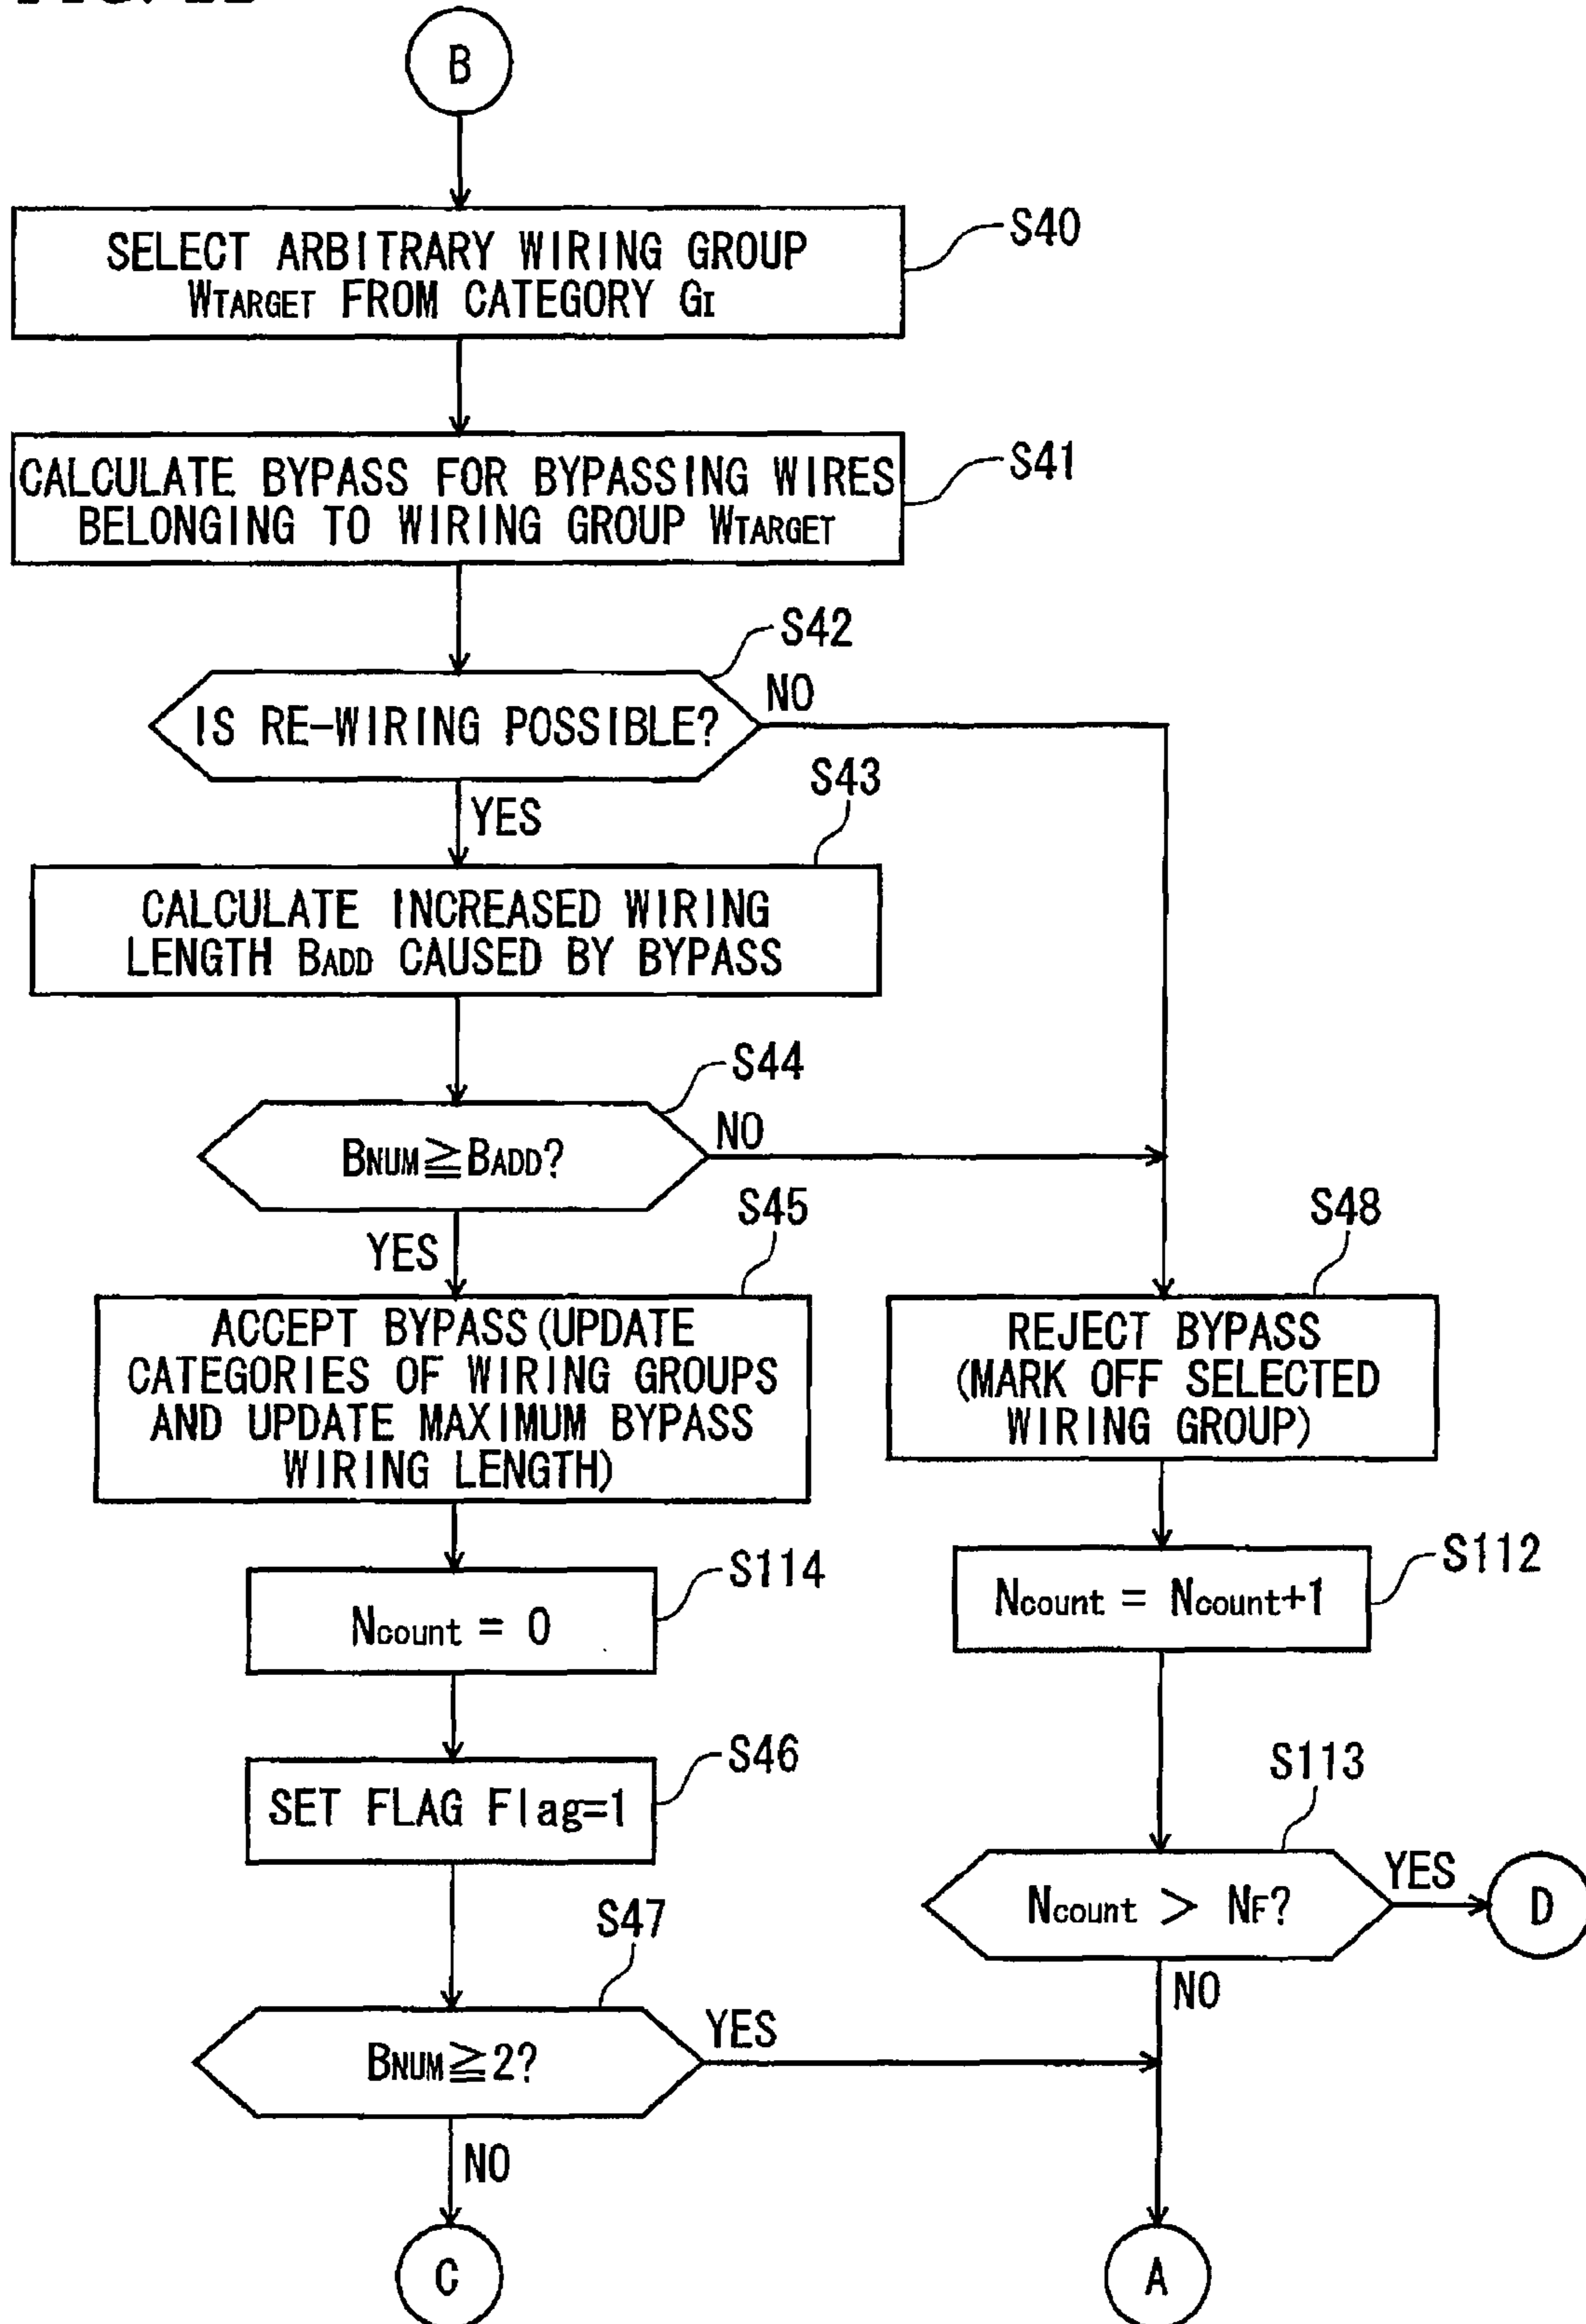 B
SELECT ARBITRARY WIRING GROUP
WTARGET FROM CATEGORY GI
S40
CALCULATE BYPASS FOR BYPASSING WIRES
BELONGING TO WIRING GROUP WTARGET
S41
S42
IS RE-WIRING POSSIBLE?
NO
YES
S43
CALCULATE INCREASED WIRING
LENGTH BADD CAUSED BY BYPASS
S44
BNUM≧BADD?
NO
YES
S45
ACCEPT BYPASS(UPDATE
CATEGORIES OF WIRING GROUPS
AND UPDATE MAXIMUM BYPASS
WIRING LENGTH)
S48
REJECT BYPASS
(MARK OFF SELECTED
WIRING GROUP)
S114
Ncount = 0
S112
Ncount = Ncount+1
S46
SET FLAG Flag=1
S113
Ncount > NF?
YES
D
NO
S47
BNUM≧2?
YES
NO
C
A